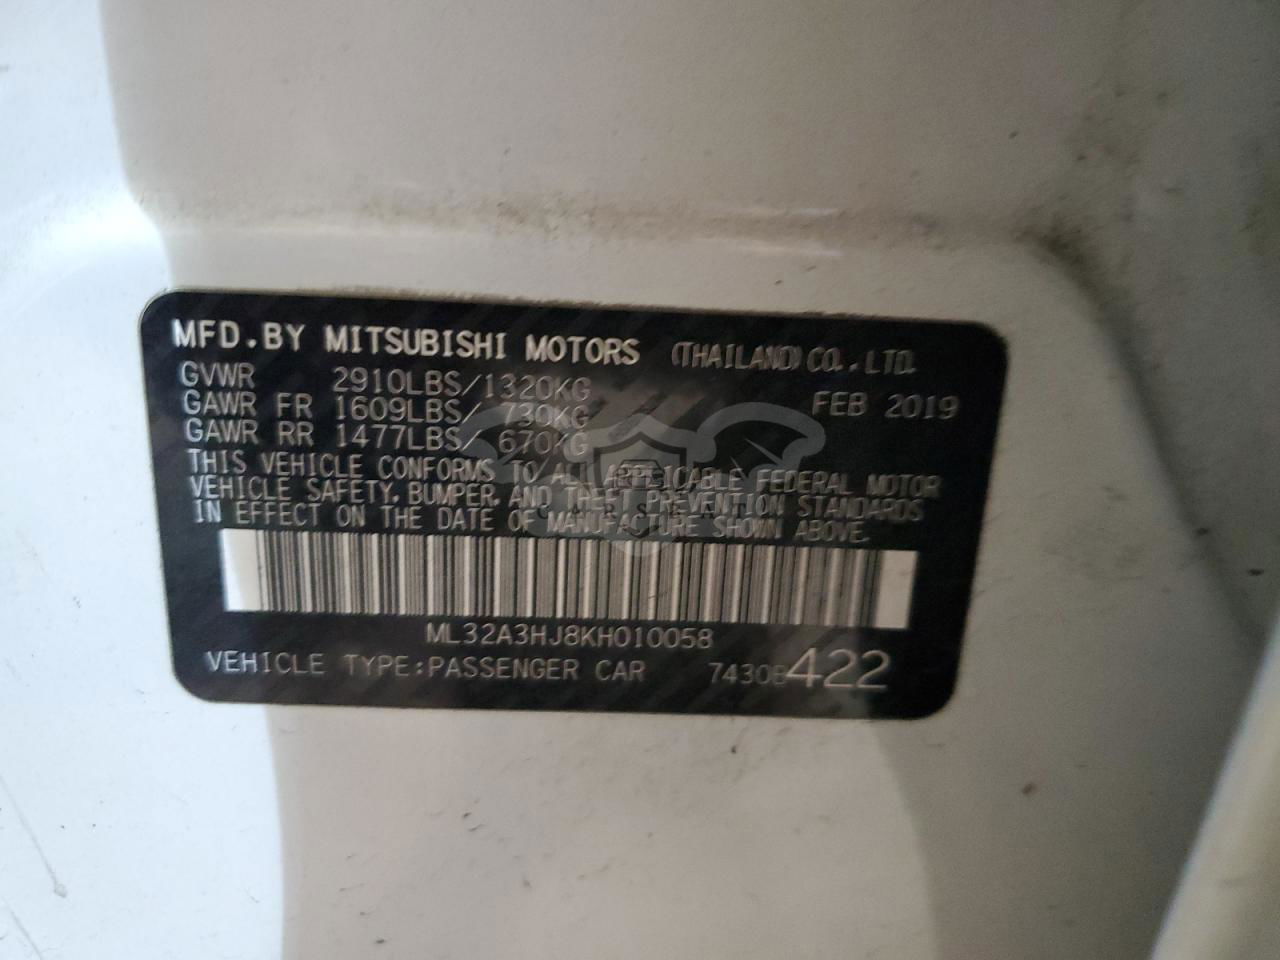 MFD.BY MITSUBISHI MOTORS (THAILAND) CO.,LTD.
GVWR 2910LBS/1320KG FEB 2019
GAWR FR 1609LBS/ 730KG
GAWR RR 1477LBS/ 670KG
THIS VEHICLE CONFORMS TO ALL APPLICABLE FEDERAL MOTOR
VEHICLE SAFETY, BUMPER, AND THEFT PREVENTION STANDARDS
IN EFFECT ON THE DATE OF MANUFACTURE SHOWN ABOVE.
ML32A3HJ8KH010058
VEHICLE TYPE:PASSENGER CAR 7430B422